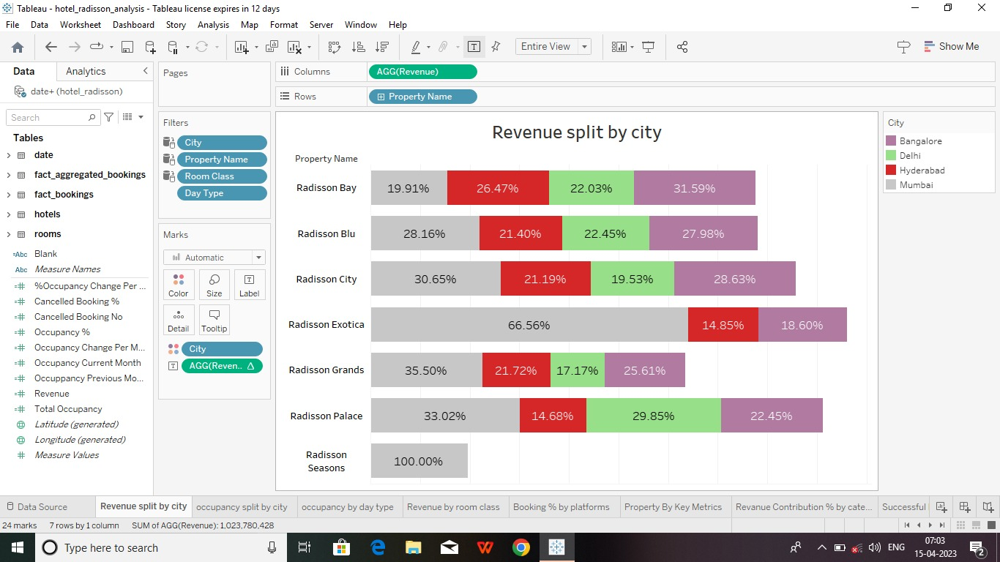 Tableau - hotel_radisson_analysis - Tableau license expires in 12 days
File Data Worksheet Dashboard Story Analysis Map Format Server Window Help
Entire View
Show Me
Data Analytics
date+ (hotel_radisson)
Search
Tables
date
fact_aggregated_bookings
fact_bookings
hotels
rooms
=Abc Blank
Abc Measure Names
=# %Occupancy Change Per ...
=# Cancelled Booking %
=# Cancelled Booking No
=# Occupancy %
=# Occupancy Change Per M...
=# Occupancy Current Month
=# Occuppancy Previous Mo...
=# Revenue
=# Total Occupancy
Latitude (generated)
Longitude (generated)
# Measure Values
Pages
Filters
City
Property Name
Room Class
Day Type
Marks
Automatic
Color Size Label
Detail Tooltip
City
AGG(Reven.. Δ
Columns AGG(Revenue)
Rows Property Name
Revenue split by city
Property Name
Radisson Bay 19.91% 26.47% 22.03% 31.59%
Radisson Blu 28.16% 21.40% 22.45% 27.98%
Radisson City 30.65% 21.19% 19.53% 28.63%
Radisson Exotica 66.56% 14.85% 18.60%
Radisson Grands 35.50% 21.72% 17.17% 25.61%
Radisson Palace 33.02% 14.68% 29.85% 22.45%
Radisson
Seasons 100.00%
City
Bangalore
Delhi
Hyderabad
Mumbai
Data Source Revenue split by city occupancy split by city occupancy by day type Revenue by room class Booking % by platforms Property By Key Metrics Revanue Contribution % by cate... Successful
24 marks 7 rows by 1 column SUM of AGG(Revenue): 1,023,780,428
Type here to search
ENG
07:03
15-04-2023
2